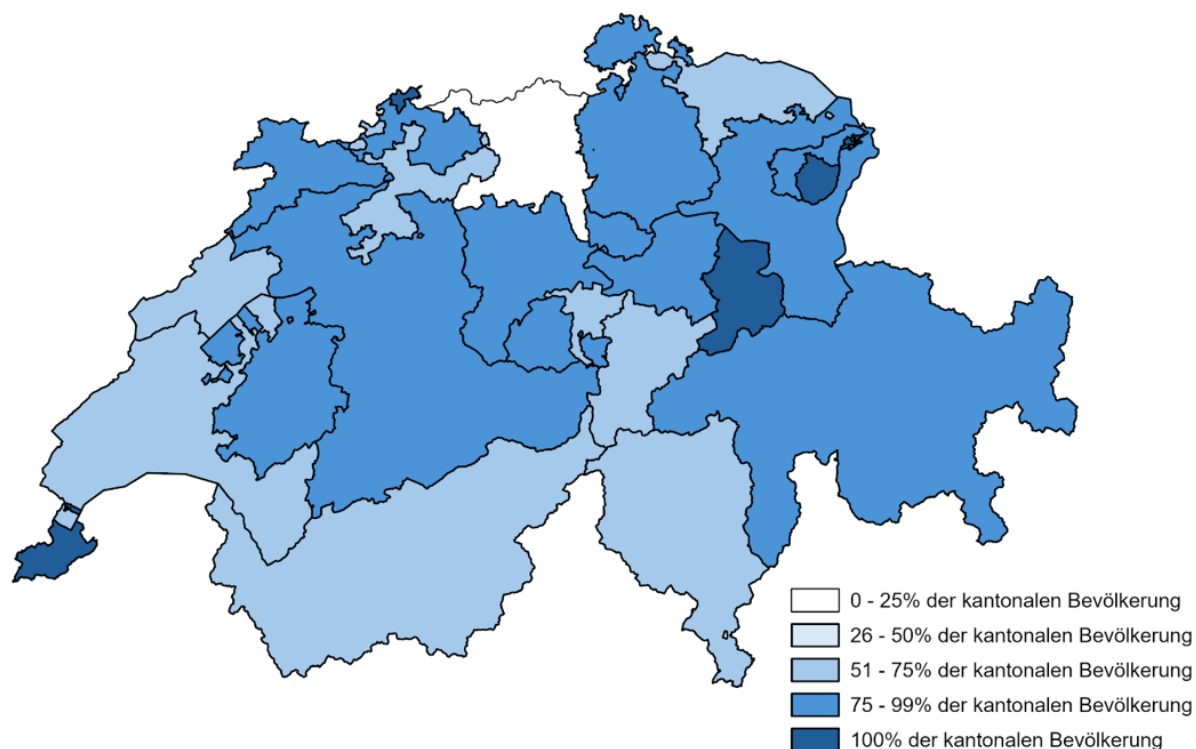 0 - 25% der kantonalen Bevölkerung
26 - 50% der kantonalen Bevölkerung
51 - 75% der kantonalen Bevölkerung
75 - 99% der kantonalen Bevölkerung
100% der kantonalen Bevölkerung